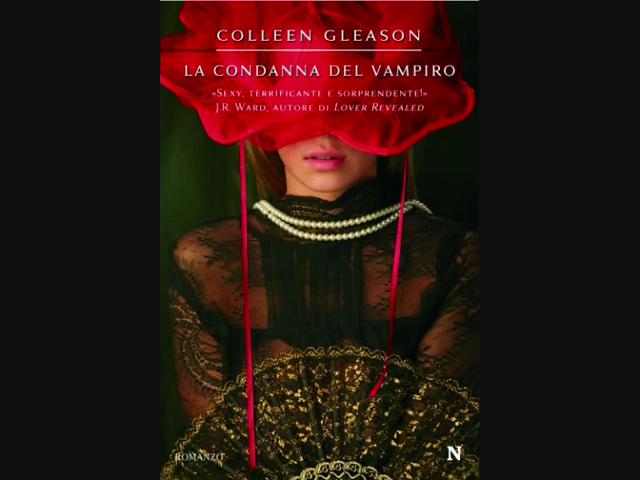 COLLEEN GLEASON
LA CONDANNA DEL VAMPIRO
«SEXY, TERRIFICANTE E SORPRENDENTE!»
J.R. WARD, AUTORE DI LOVER REVEALED
ROMANZO
N